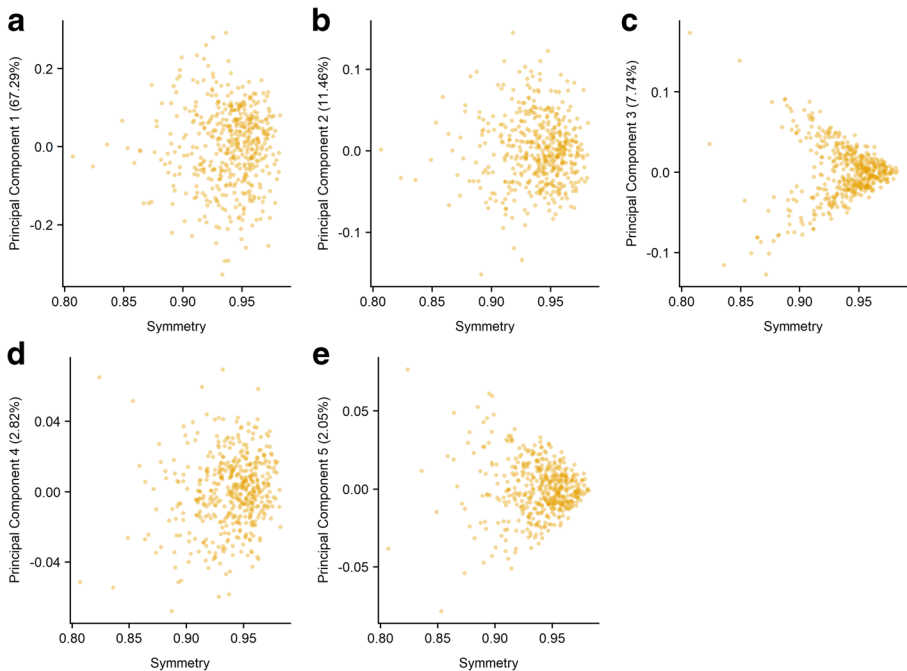 a
b
c
Principal Component 1 (67.29%)
0.2
0.0
-0.2
0.80
0.85
0.90
0.95
Symmetry
Principal Component 2 (11.46%)
0.1
0.0
-0.1
0.80
0.85
0.90
0.95
Symmetry
Principal Component 3 (7.74%)
0.1
0.0
-0.1
0.80
0.85
0.90
0.95
Symmetry
d
e
Principal Component 4 (2.82%)
0.04
0.00
-0.04
0.80
0.85
0.90
0.95
Symmetry
Principal Component 5 (2.05%)
0.05
0.00
-0.05
0.80
0.85
0.90
0.95
Symmetry